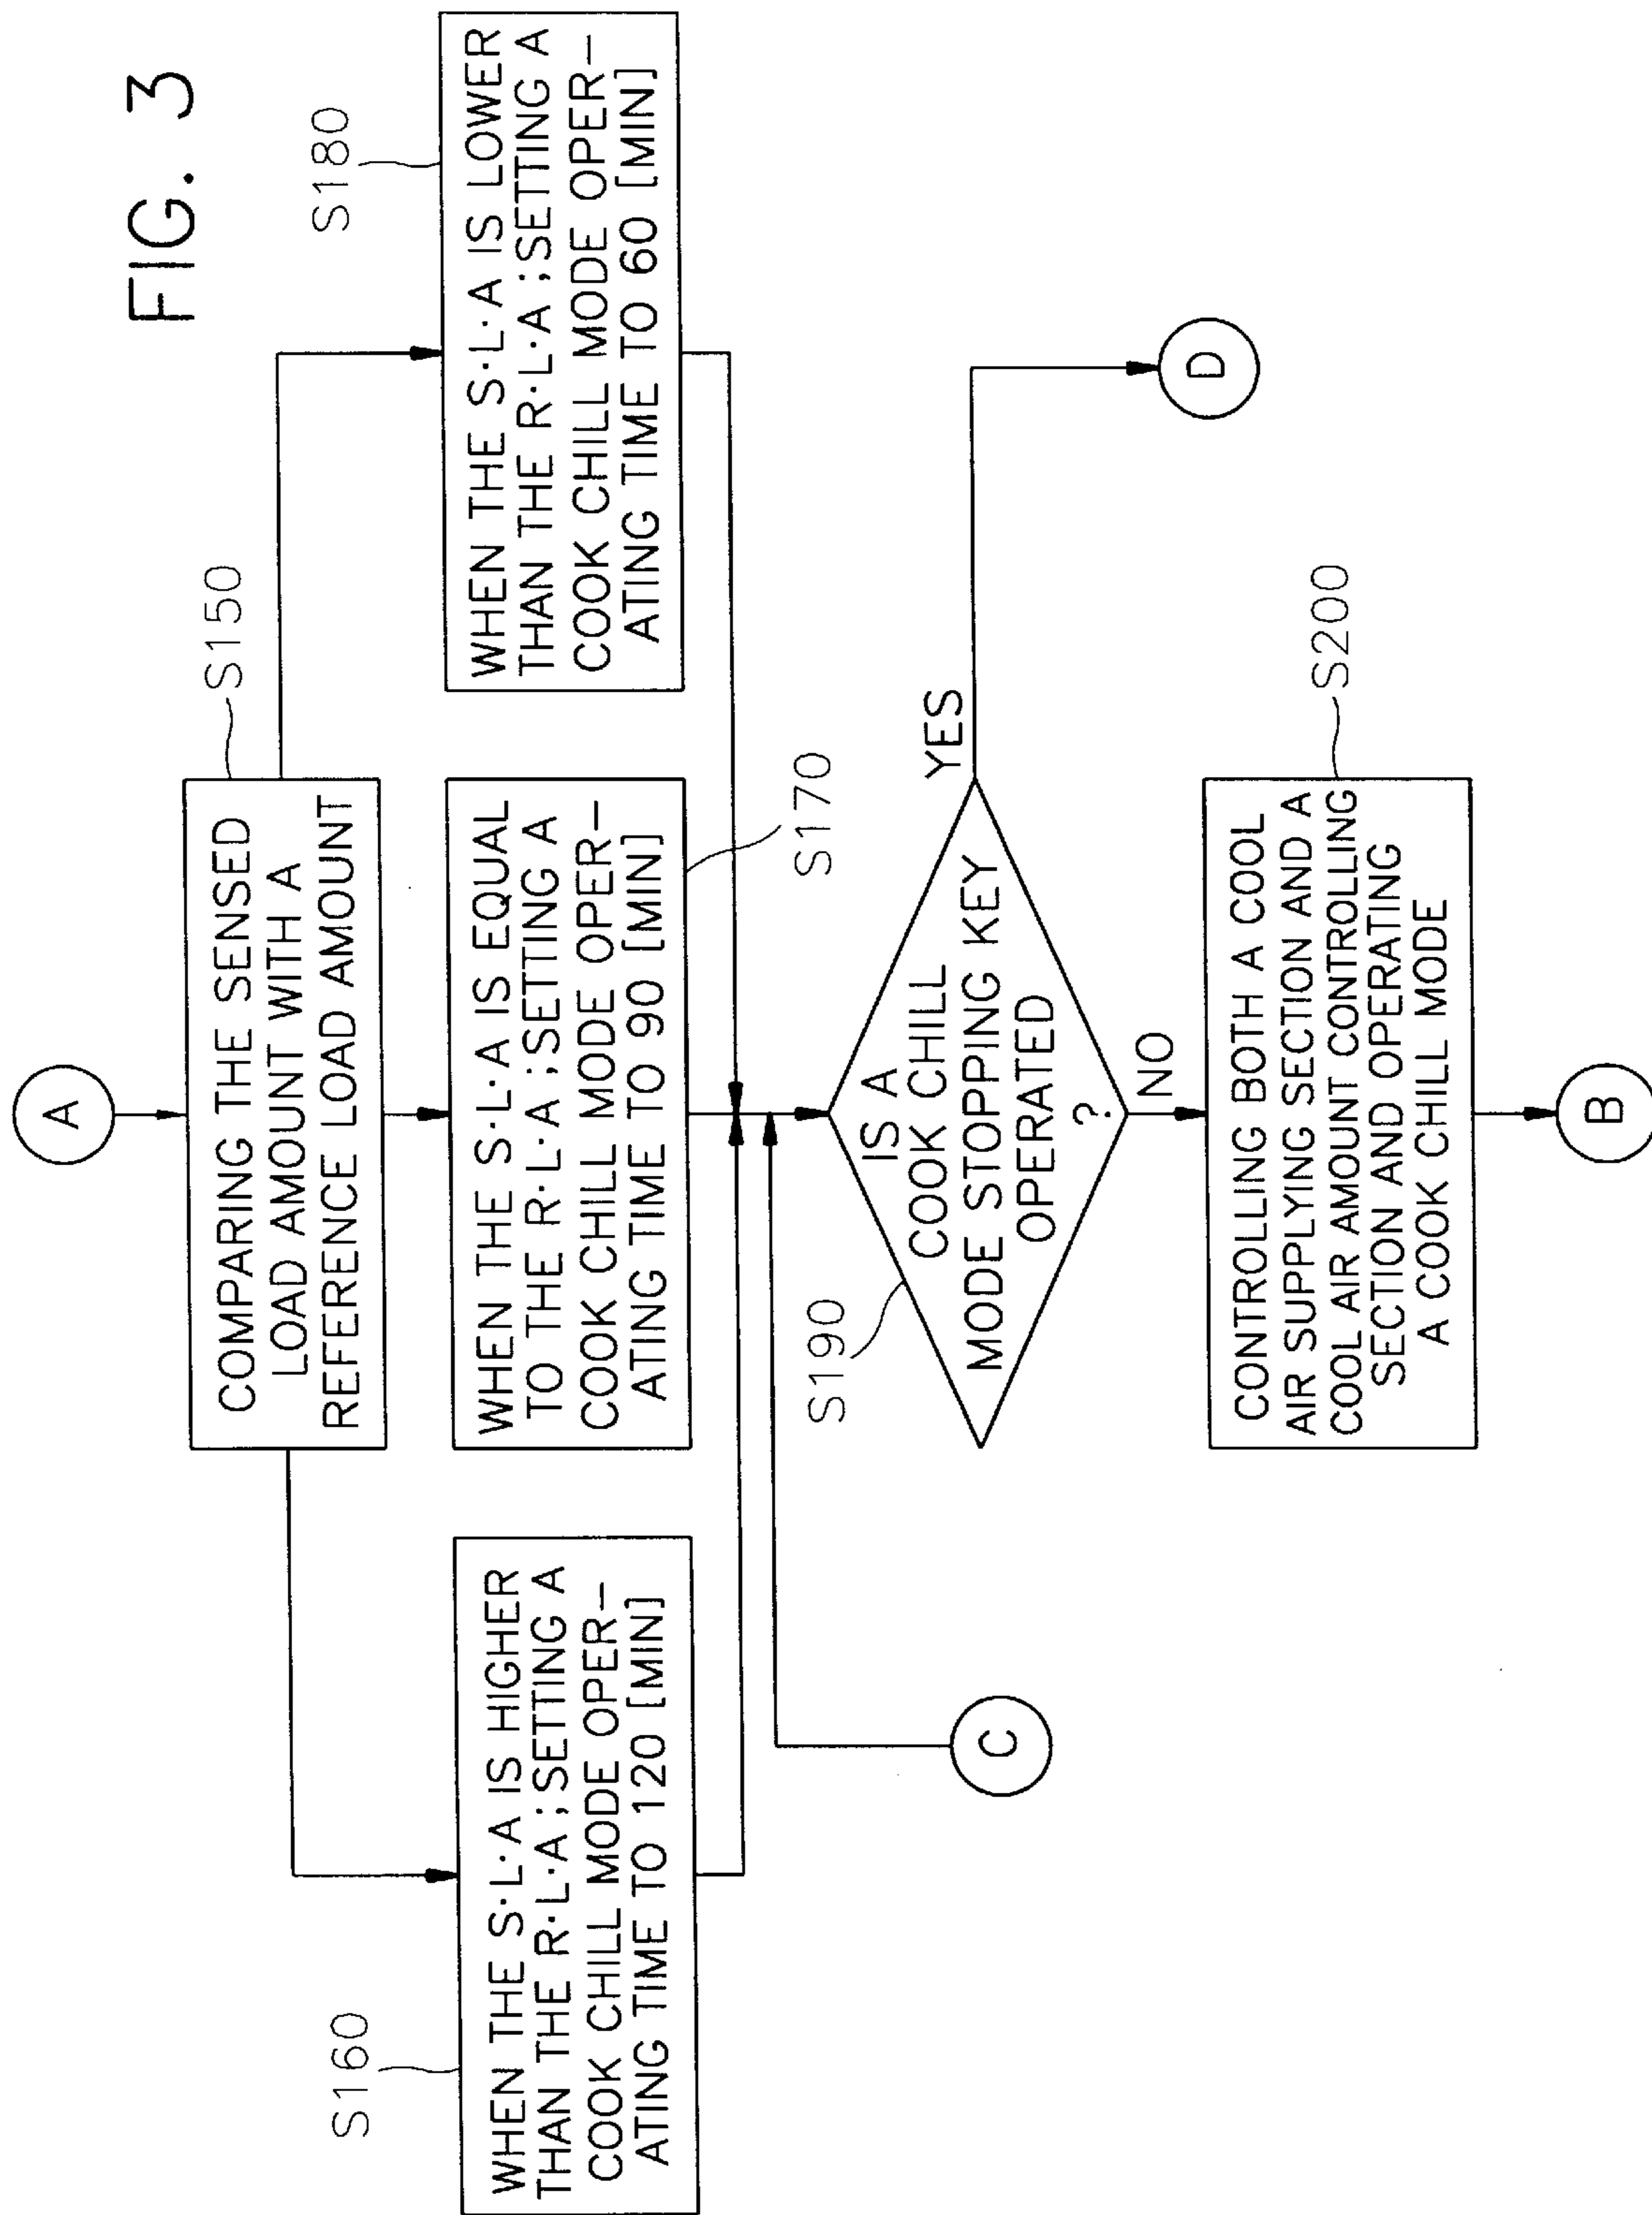 FIG. 3
A
COMPARING THE SENSED
LOAD AMOUNT WITH A
REFERENCE LOAD AMOUNT
S150
WHEN THE S·L·A IS HIGHER
THAN THE R·L·A ;SETTING A
COOK CHILL MODE OPER-
ATING TIME TO 120 [MIN]
S160
WHEN THE S·L·A IS EQUAL
TO THE R·L·A ;SETTING A
COOK CHILL MODE OPER-
ATING TIME TO 90 [MIN]
S170
WHEN THE S·L·A IS LOWER
THAN THE R·L·A ;SETTING A
COOK CHILL MODE OPER-
ATING TIME TO 60 [MIN]
S180
C
S190
IS A
COOK CHILL
MODE STOPPING KEY
OPERATED
?
YES
D
NO
CONTROLLING BOTH A COOL
AIR SUPPLYING SECTION AND A
COOL AIR AMOUNT CONTROLLING
SECTION AND OPERATING
A COOK CHILL MODE
S200
B